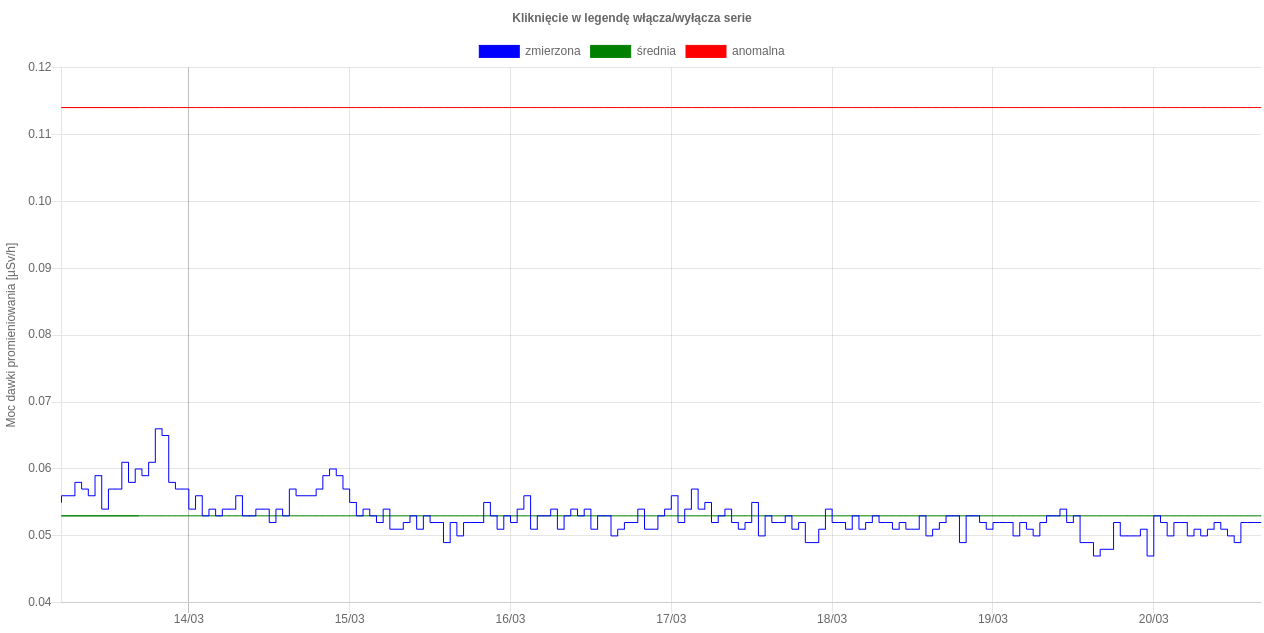 Kliknięcie w legendę włącza/wyłącza serie
zmierzona średnia anomalna
Moc dawki promieniowania [µSv/h]
0.12
0.11
0.10
0.09
0.08
0.07
0.06
0.05
0.04
14/03 15/03 16/03 17/03 18/03 19/03 20/03